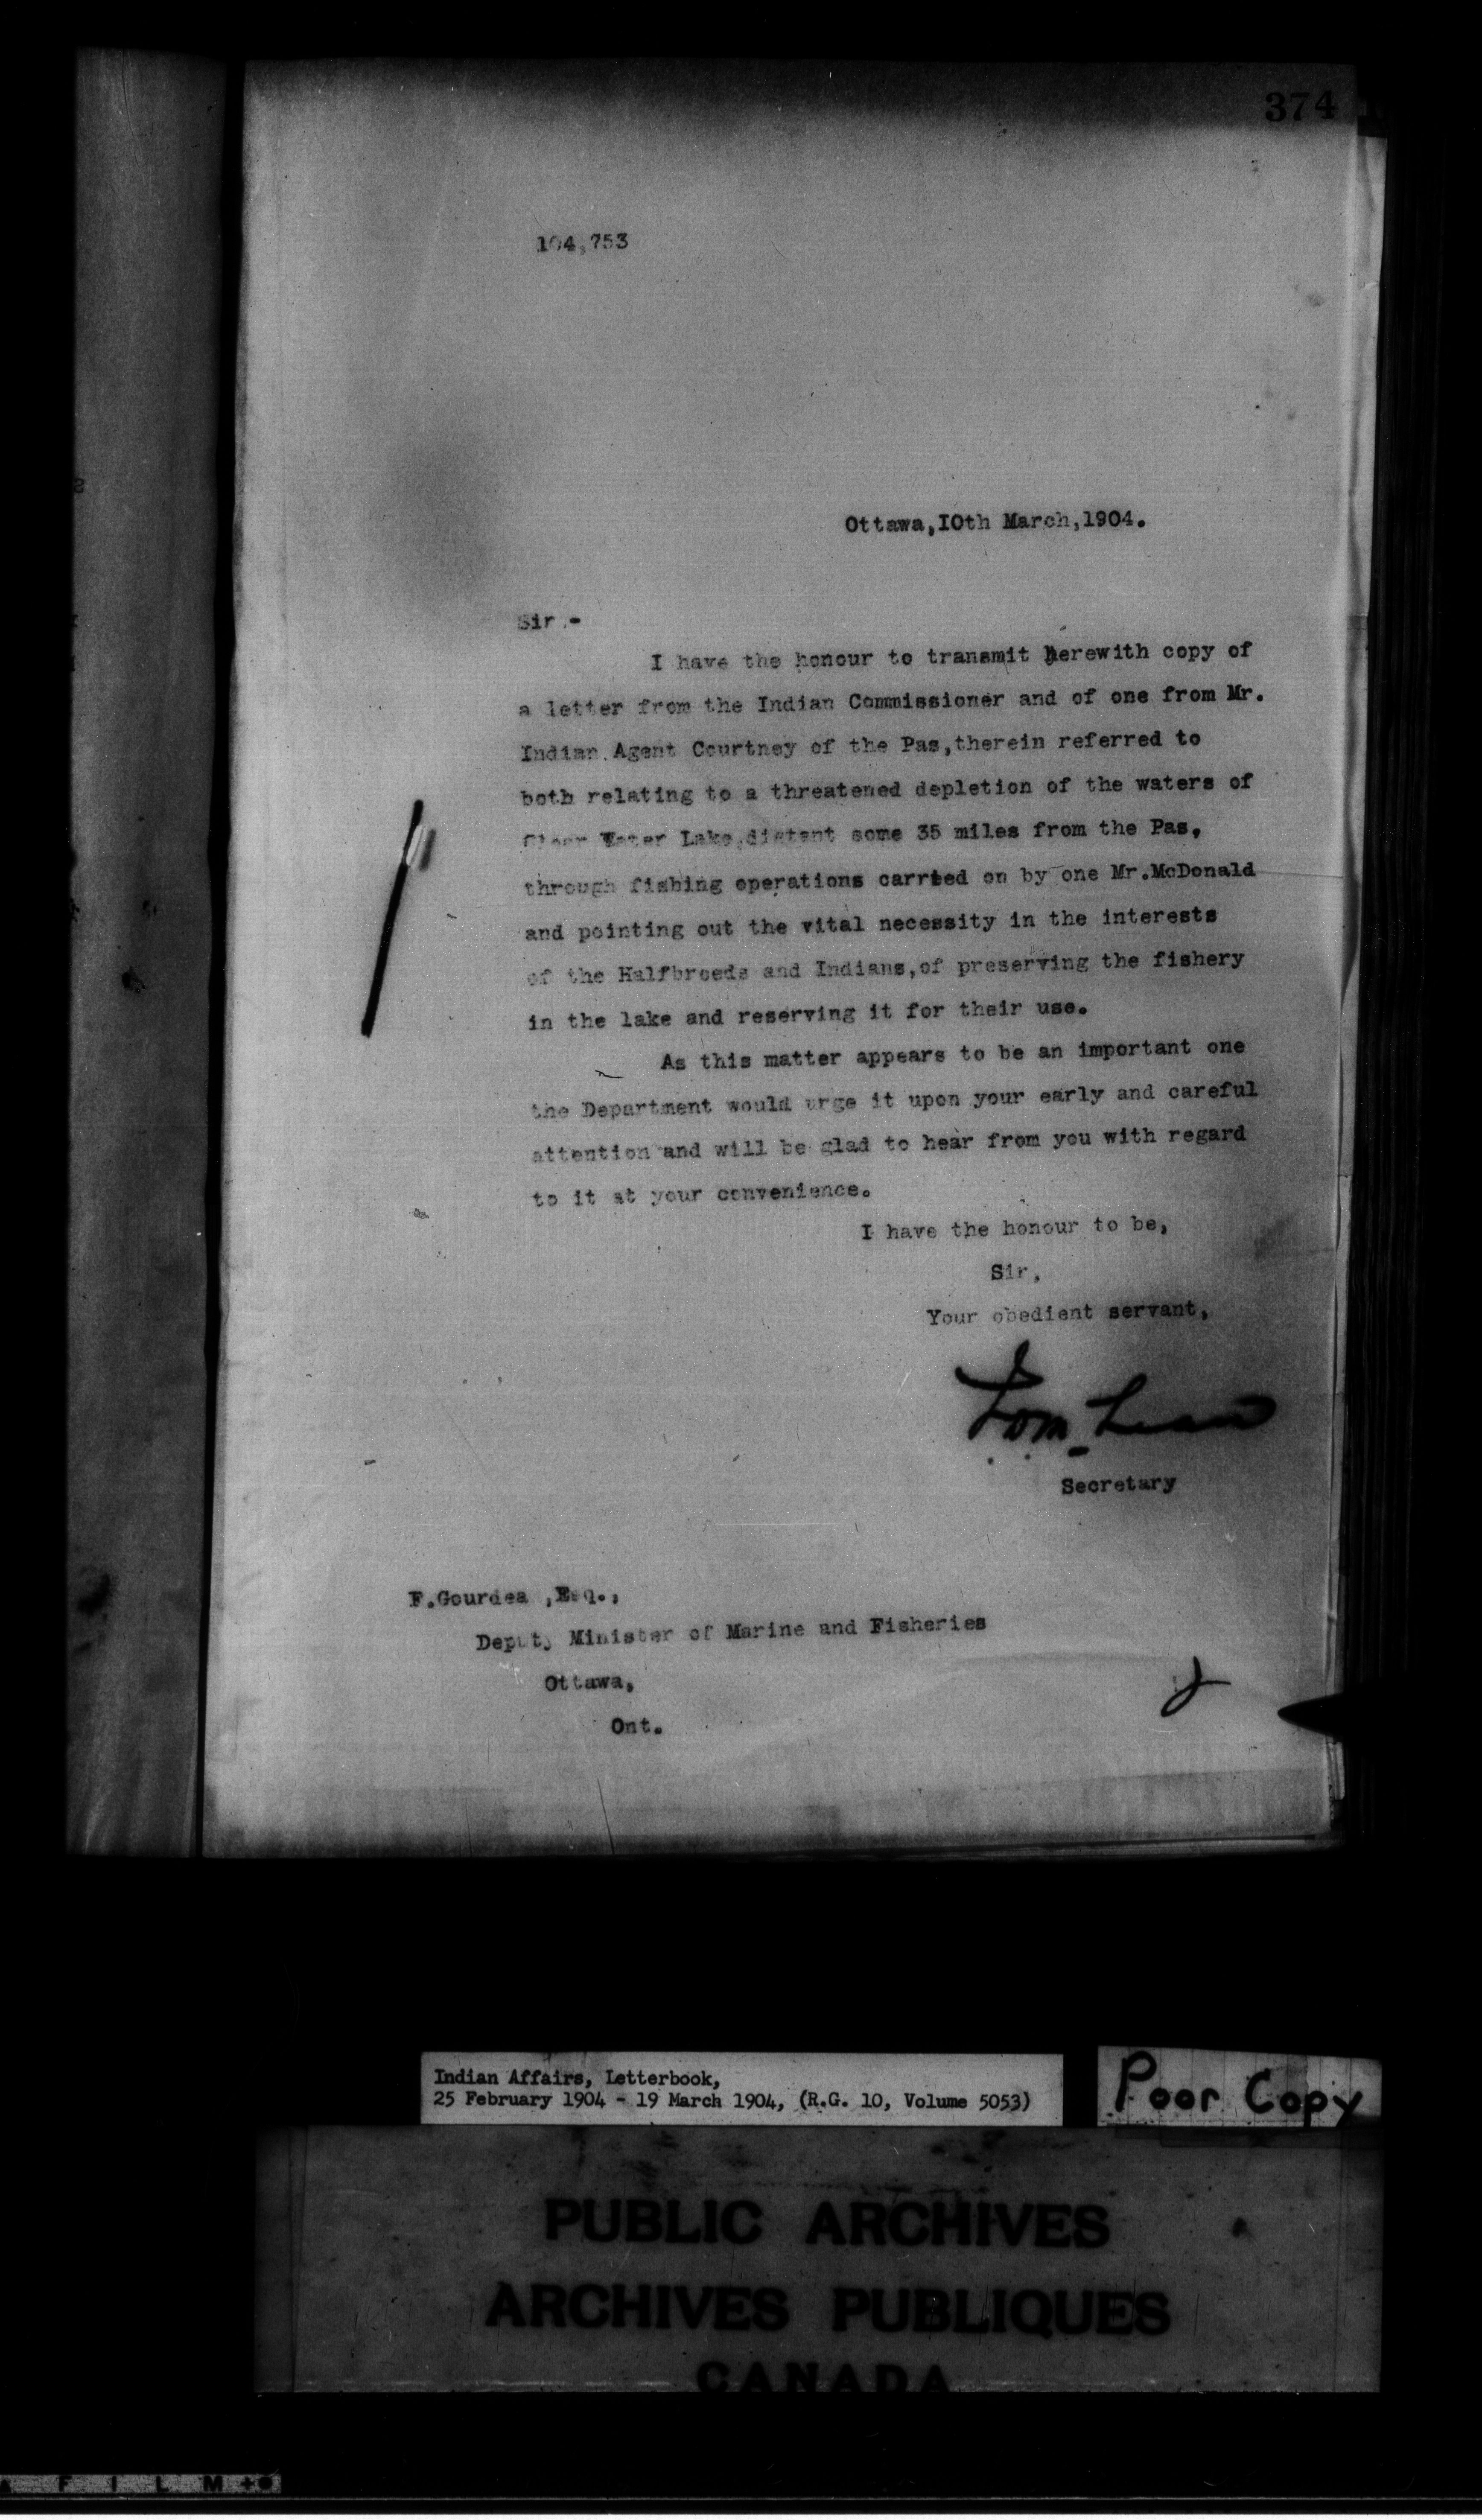 374
104,753
Ottawa,IOth March,1904.
Sir.-
I have the honour to transmit herewith copy of
a letter from the Indian Commissioner and of one from Mr.
Indian Agent Courtney of the Pas,therein referred to
both relating to a threatened depletion of the waters of
Clear Water Lake,distant some 35 miles from the Pas,
through fishing operations carried on by one Mr.McDonald
and pointing out the vital necessity in the interests
of the Halfbreeds and Indians,of preserving the fishery
in the lake and reserving it for their use.
As this matter appears to be an important one
the Department would urge it upon your early and careful
attention and will be glad to hear from you with regard
to it at your convenience.
I have the honour to be,
Sir,
Your obedient servant,
Secretary
F.Gourdea ,Esq.,
Deputy Minister of Marine and Fisheries
Ottawa,
Ont.
Indian Affairs, Letterbook,
25 February 1904 - 19 March 1904, (R.G. 10, Volume 5053)
Poor Copy
PUBLIC ARCHIVES
ARCHIVES PUBLIQUES
CANADA
F I L M